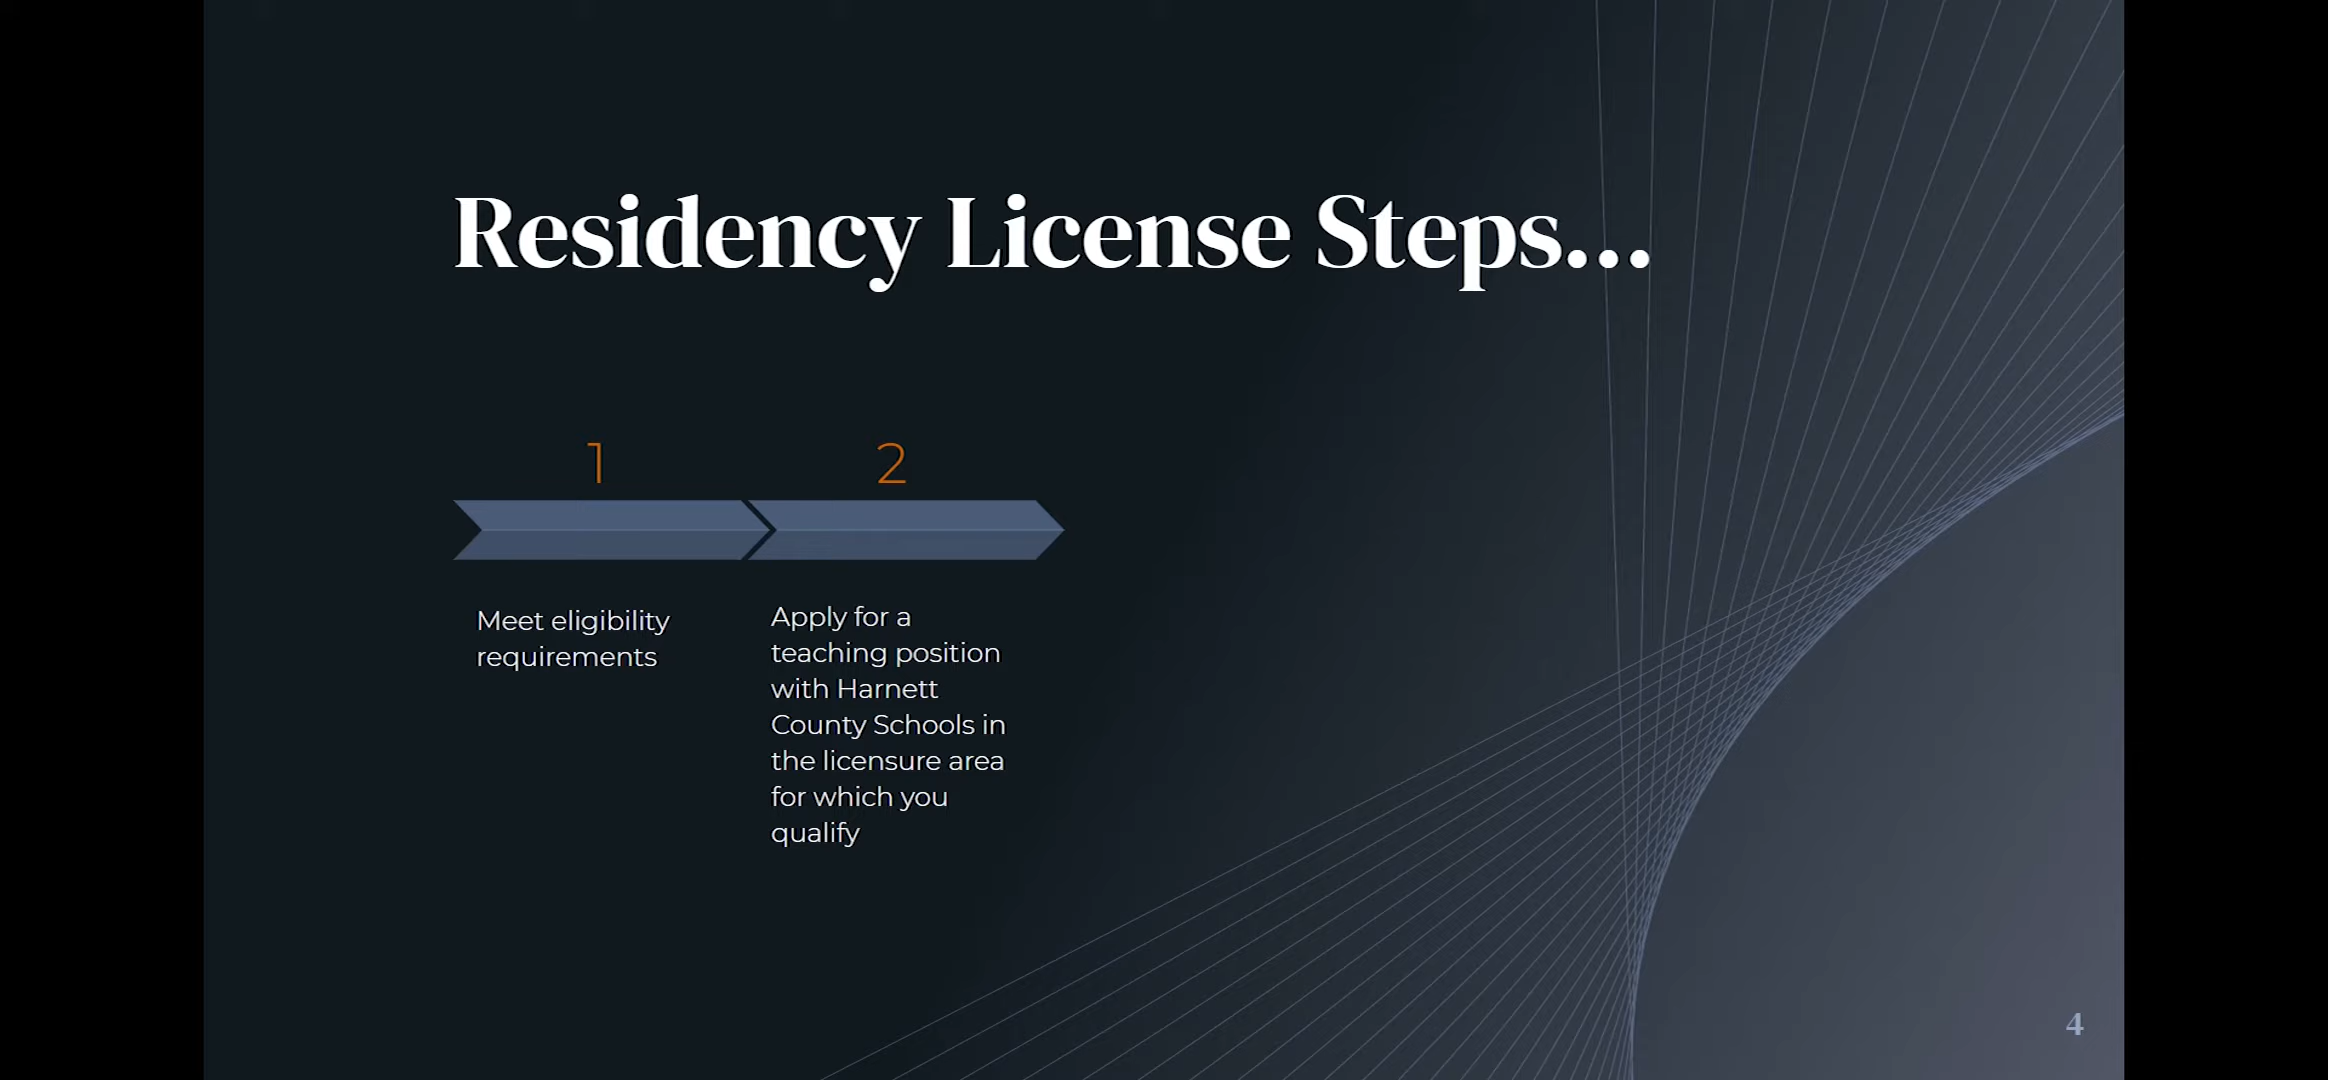 Residency License Steps...
1
2
Meet eligibility
requirements
Apply for a
teaching position
with Harnett
County Schools in
the licensure area
for which you
qualify
4